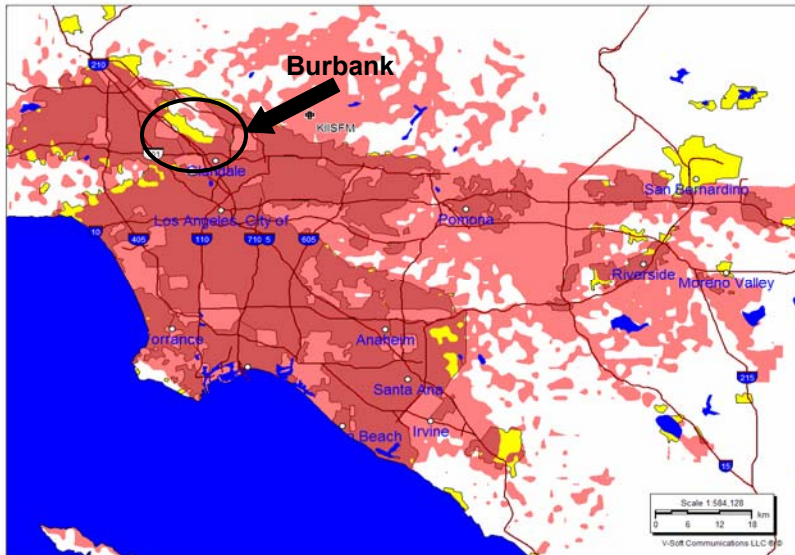 Burbank
210
KIISFM
Glandale
Los Angeles, City of
10
405
110
710
5
605
Pomona
San Bernardino
Riverside
Moreno Valley
Torrance
Anaheim
Santa Ana
Beach
Irvine
215
15
Scale 1:584,128
km
0 6 12 18
V-Soft Communications LLC ® ©